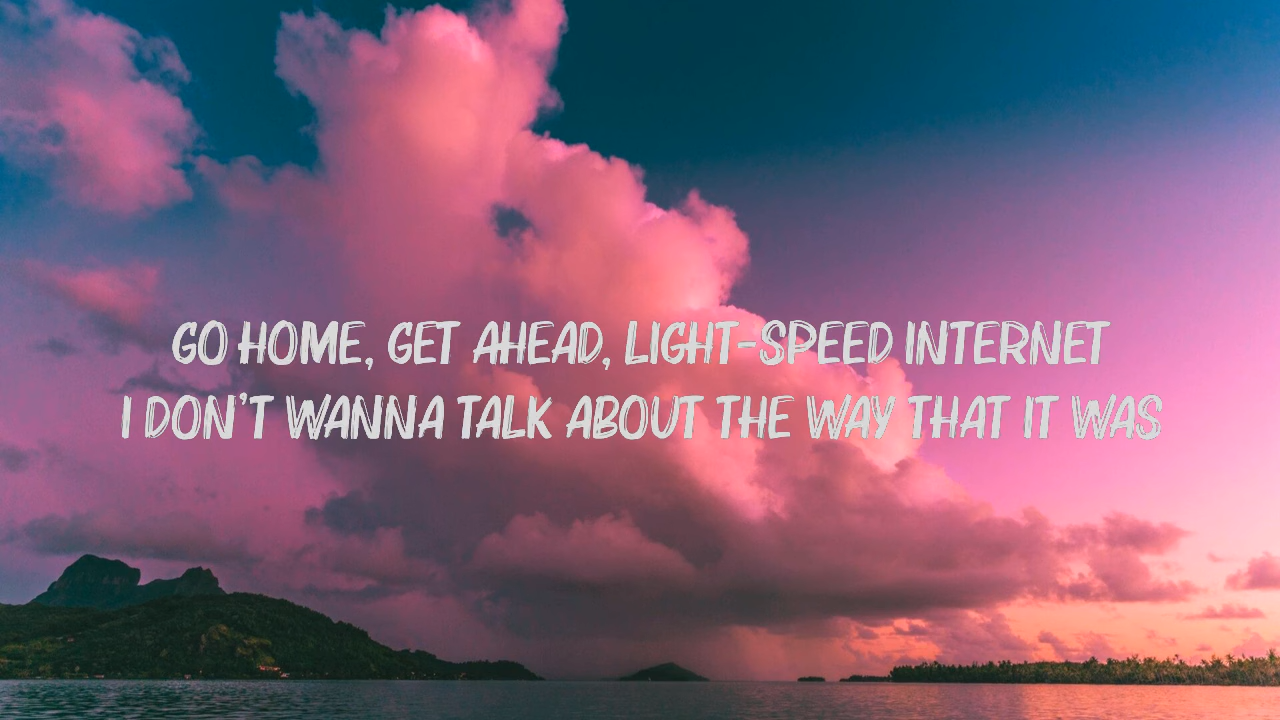 GO HOME, GET AHEAD, LIGHT-SPEED INTERNET
I DON'T WANNA TALK ABOUT THE WAY THAT IT WAS